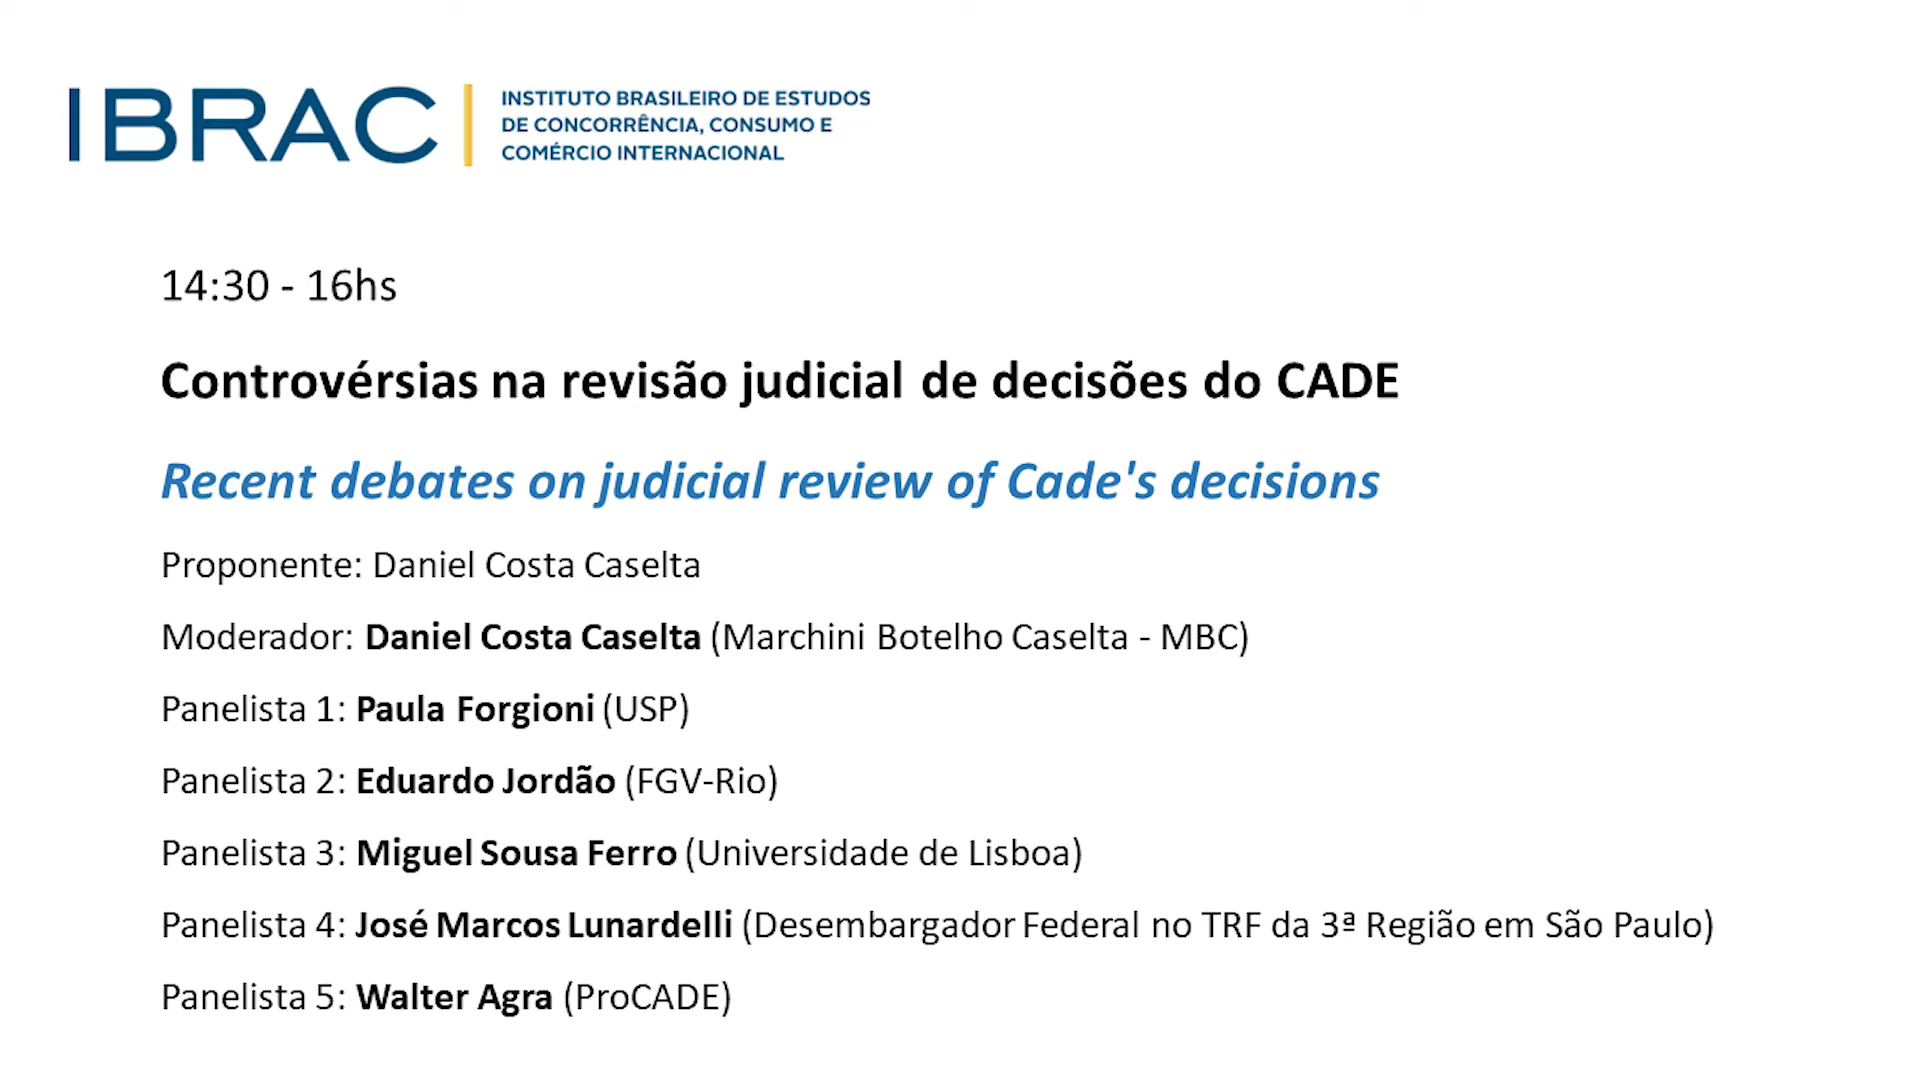 IBRAC
INSTITUTO BRASILEIRO DE ESTUDOS
DE CONCORRÊNCIA, CONSUMO E
COMÉRCIO INTERNACIONAL
14:30 - 16hs
Controvérsias na revisão judicial de decisões do CADE
Recent debates on judicial review of Cade's decisions
Proponente: Daniel Costa Caselta
Moderador: Daniel Costa Caselta (Marchini Botelho Caselta - MBC)
Panelista 1: Paula Forgioni (USP)
Panelista 2: Eduardo Jordão (FGV-Rio)
Panelista 3: Miguel Sousa Ferro (Universidade de Lisboa)
Panelista 4: José Marcos Lunardelli (Desembargador Federal no TRF da 3ª Região em São Paulo)
Panelista 5: Walter Agra (ProCADE)